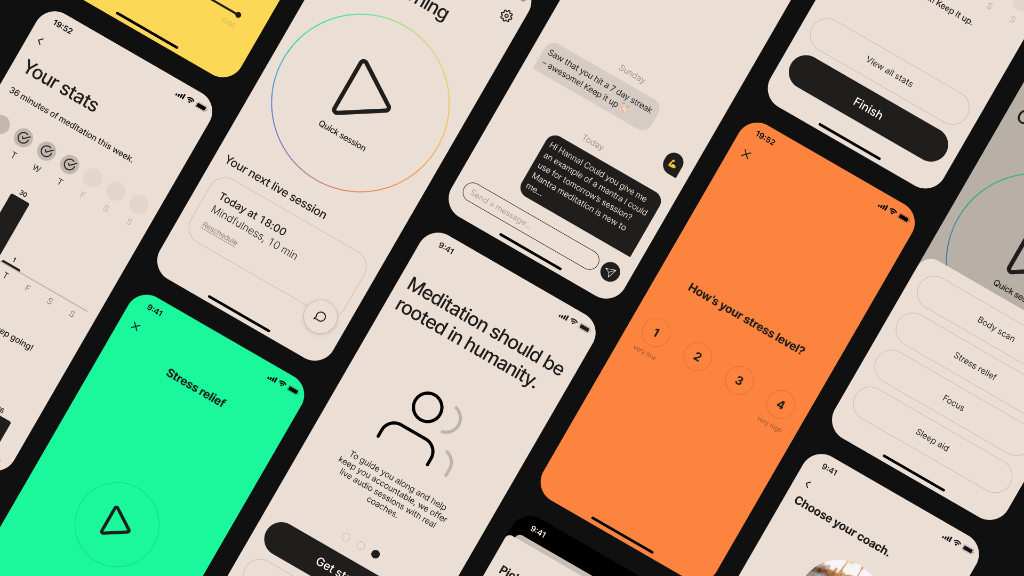 19:52
Your stats
36 minutes of meditation this week.
T
W
T
F
S
S
30
1
T
F
S
S
ep going!
Quick session
Your next live session
Today at 18:00
Mindfulness, 10 min
Reschedule
9:41
Stress relief
Sunday
Saw that you hit a 7 day streak
– awesome! Keep it up 👏🏻
Today
💪
Hi Hanna! Could you give me
an example of a mantra I could
use for tomorrow's session?
Mantra meditation is new to
me...
Send a message...
9:41
Meditation should be
rooted in humanity.
To guide you along and help
keep you accountable, we offer
live audio sessions with real
coaches.
Get st
Keep it up.
S
S
View all stats
Finish
19:52
How's your stress level?
1
2
3
4
very low
very high
9:41
Quick se
Body scan
Stress relief
Focus
Sleep aid
9:41
Choose your coach.